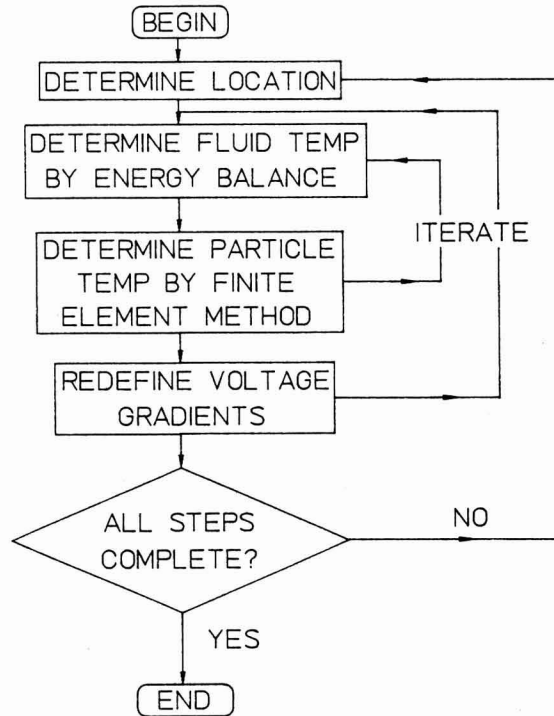 BEGIN
DETERMINE LOCATION
DETERMINE FLUID TEMP
BY ENERGY BALANCE
ITERATE
DETERMINE PARTICLE
TEMP BY FINITE
ELEMENT METHOD
REDEFINE VOLTAGE
GRADIENTS
ALL STEPS
COMPLETE?
NO
YES
END